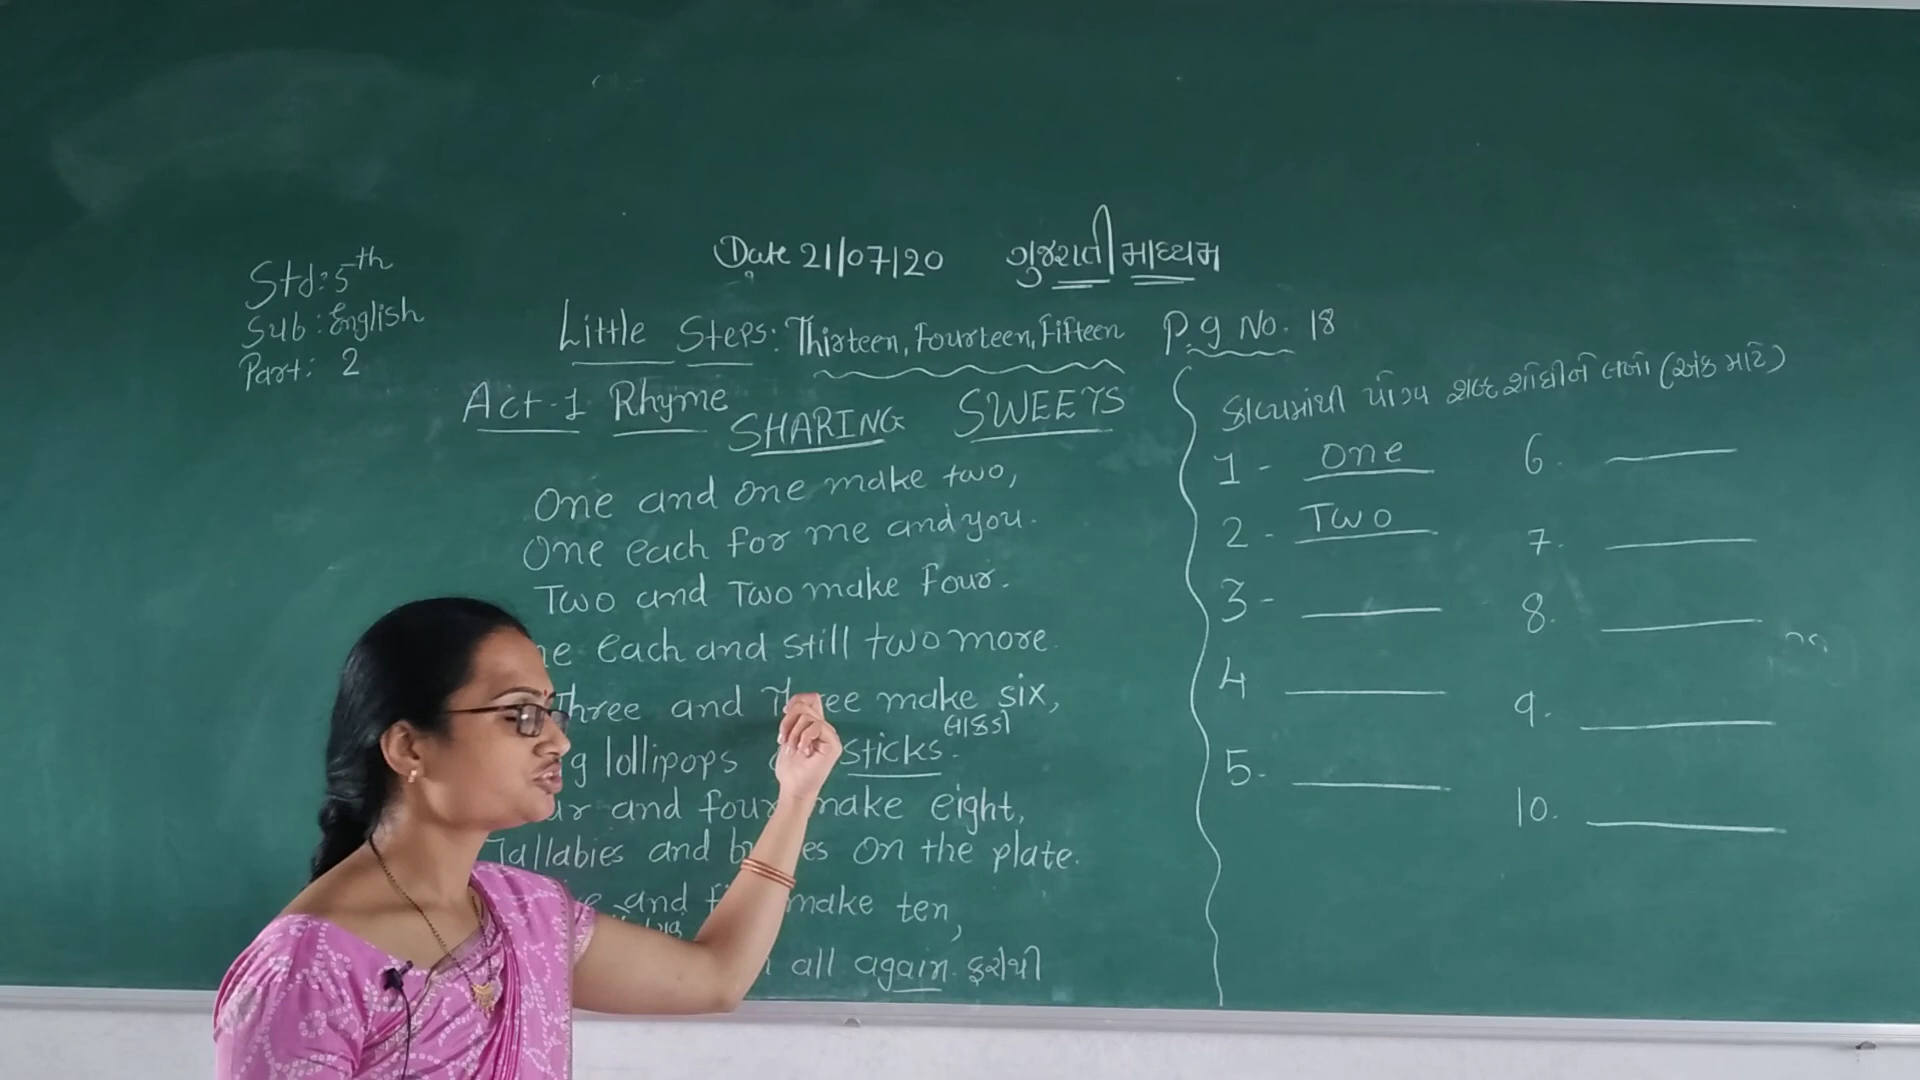 Std: 5th
Sub: English
Part: 2
Date 21/07/20 ગુજરાતી માધ્યમ
Little Steps: Thirteen, Fourteen, Fifteen P.g No. 18
Act-1 Rhyme
SHARING SWEETS
One and one make two,
One each for me and you.
Two and Two make four.
each and still two more.
Three and Three make six,
લાકડી
lollipops sticks.
and four make eight,
Jallabies and on the plate.
and make ten,
all again. ફરીથી
કાવ્યમાંથી યોગ્ય શબ્દ શોધીને લખો (અંક માટે)
1- One
2- Two
3-
4
5-
6.
7.
8.
9.
10.